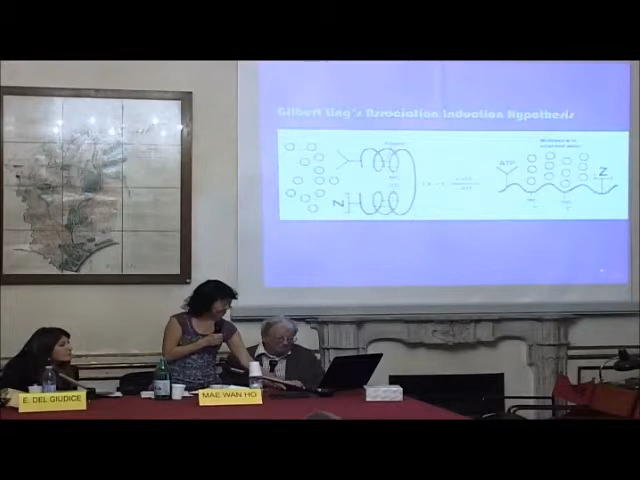 Gilbert Ling's Association Induction Hypothesis
ATP
Z
Z
E. DEL GIUDICE
MAE WAN HO